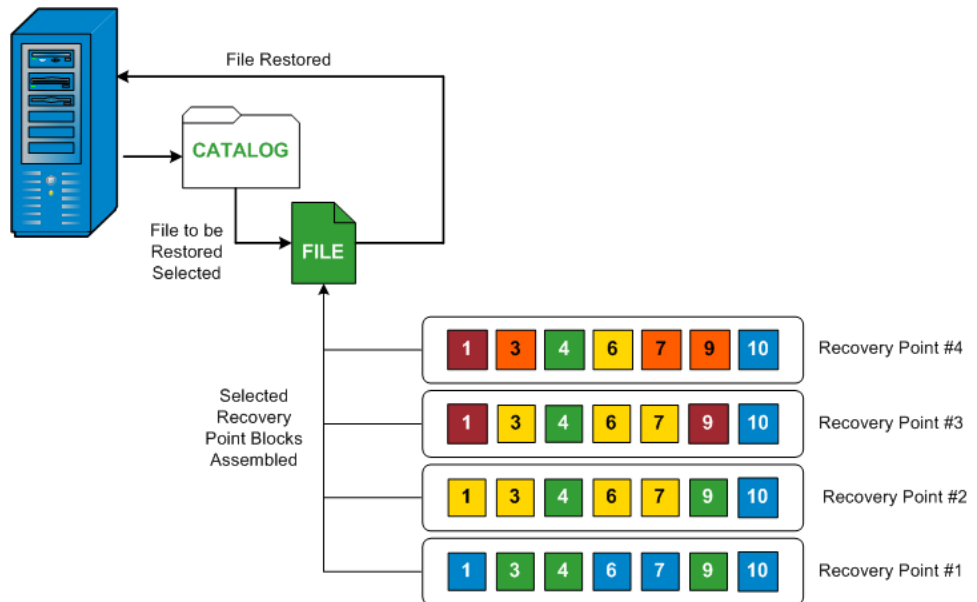 File Restored
CATALOG
File to be
Restored
Selected
FILE
Selected
Recovery
Point Blocks
Assembled
1 3 4 6 7 9 10 Recovery Point #4
1 3 4 6 7 9 10 Recovery Point #3
1 3 4 6 7 9 10 Recovery Point #2
1 3 4 6 7 9 10 Recovery Point #1